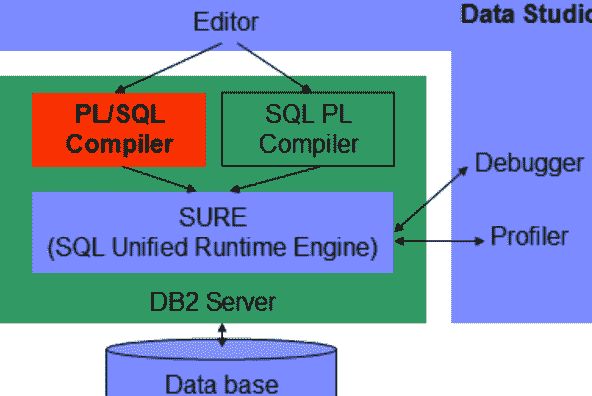 Data Studio
Editor
PL/SQL
Compiler
SQL PL
Compiler
Debugger
SURE
(SQL Unified Runtime Engine)
Profiler
DB2 Server
Data base